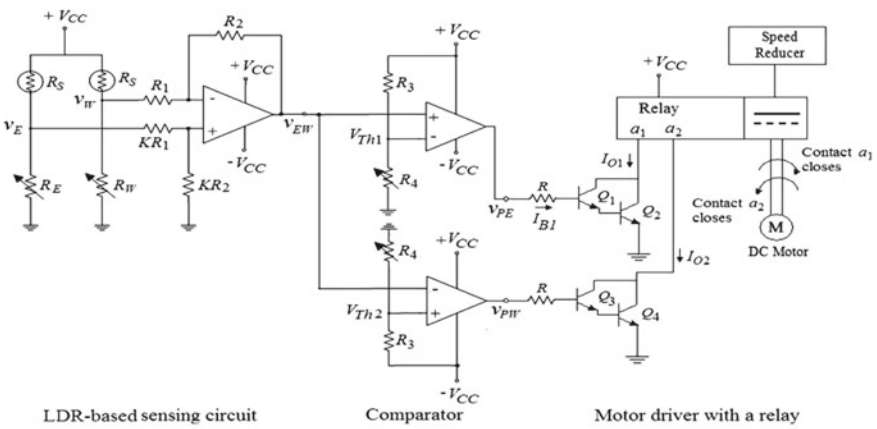 + VCC
RS
RS
vW
vE
RE
RW
R1
KR1
R2
KR2
+ VCC
-
+
- VCC
vEW
+ VCC
R3
VTh1
+
-
- VCC
R4
vPE
R
IB1
Q1
Q2
R4
+VCC
VTh2
-
+
R3
- VCC
vPW
R
Q3
Q4
+ VCC
Relay
a1 a2
IO1
IO2
Speed
Reducer
Contact a1
closes
Contact a2
closes
M
DC Motor
LDR-based sensing circuit
Comparator
Motor driver with a relay